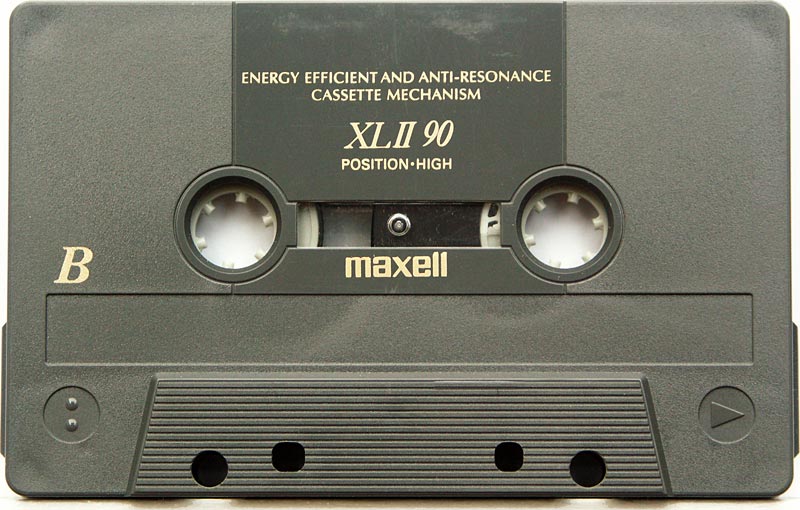 ENERGY EFFICIENT AND ANTI-RESONANCE
CASSETTE MECHANISM
XLII 90
POSITION•HIGH
B
maxell